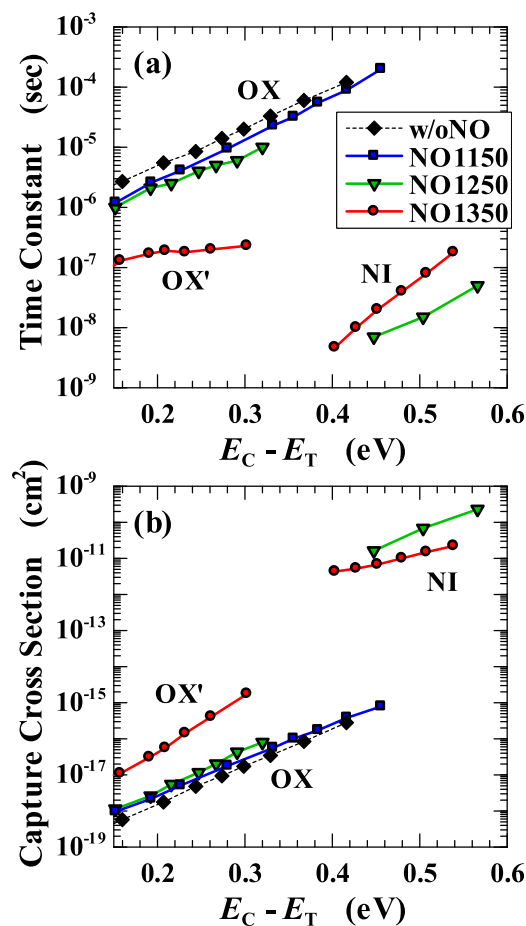 10⁻³
(a)
OX
10⁻⁴
w/oNO
NO1150
NO1250
NO1350
10⁻⁵
10⁻⁶
10⁻⁷
OX'
NI
10⁻⁸
10⁻⁹
Time Constant (sec)
0.2 0.3 0.4 0.5 0.6
E_C - E_T (eV)
10⁻⁹
(b)
10⁻¹¹
NI
10⁻¹³
10⁻¹⁵
OX'
10⁻¹⁷
OX
10⁻¹⁹
Capture Cross Section (cm²)
0.2 0.3 0.4 0.5 0.6
E_C - E_T (eV)